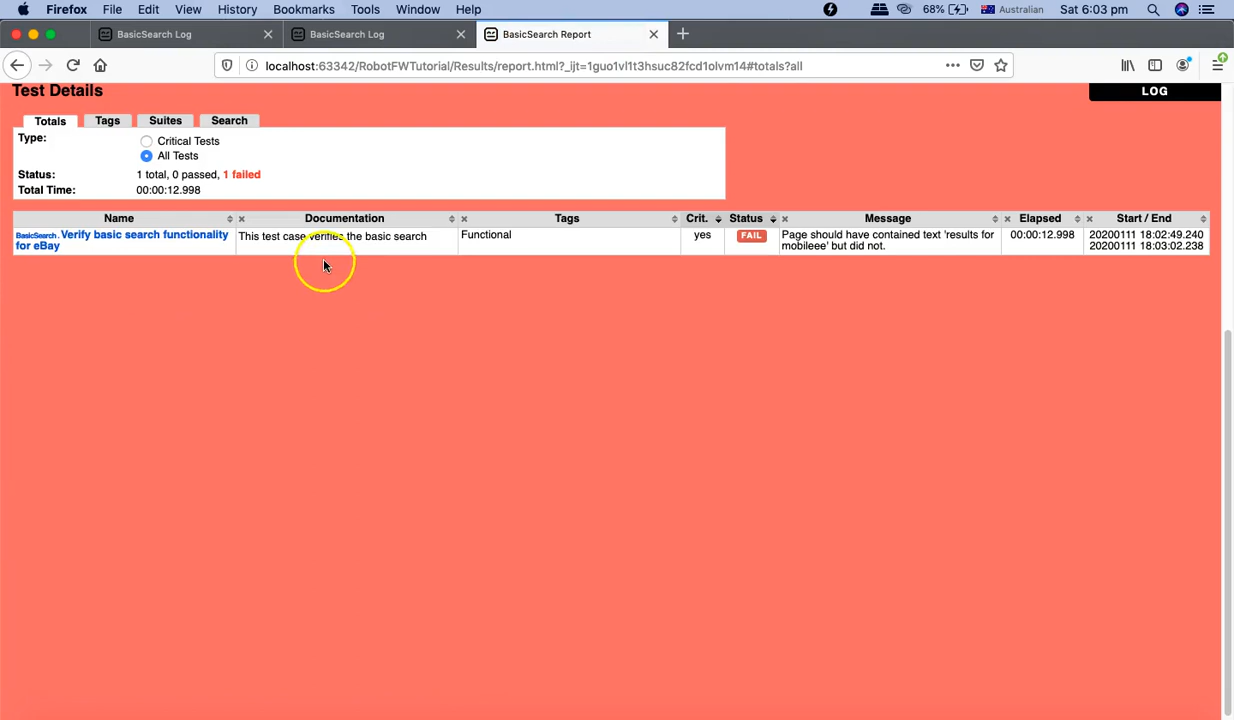 Firefox File Edit View History Bookmarks Tools Window Help 68% Australian Sat 6:03 pm
BasicSearch Log BasicSearch Log BasicSearch Report
localhost:63342/RobotFWTutorial/Results/report.html?_ijt=1guo1vl1t3hsuc82fcd1olvm14#totals?all
Test Details
LOG
Totals Tags Suites Search
Type:
Critical Tests
All Tests
Status: 1 total, 0 passed, 1 failed
Total Time: 00:00:12.998
Name × Documentation × Tags Crit. Status × Message × Elapsed × Start / End
BasicSearch . Verify basic search functionality This test case verifies the basic search Functional yes FAIL Page should have contained text 'results for 00:00:12.998 20200111 18:02:49.240
for eBay mobileee' but did not. 20200111 18:03:02.238